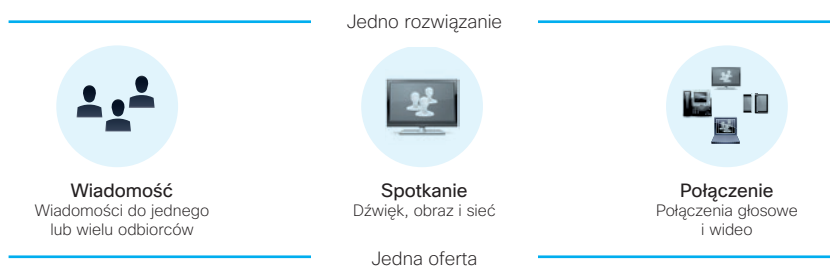 Jedno rozwiązanie
Wiadomość
Wiadomości do jednego
lub wielu odbiorców
Spotkanie
Dźwięk, obraz i sieć
Połączenie
Połączenia głosowe
i wideo
Jedna oferta